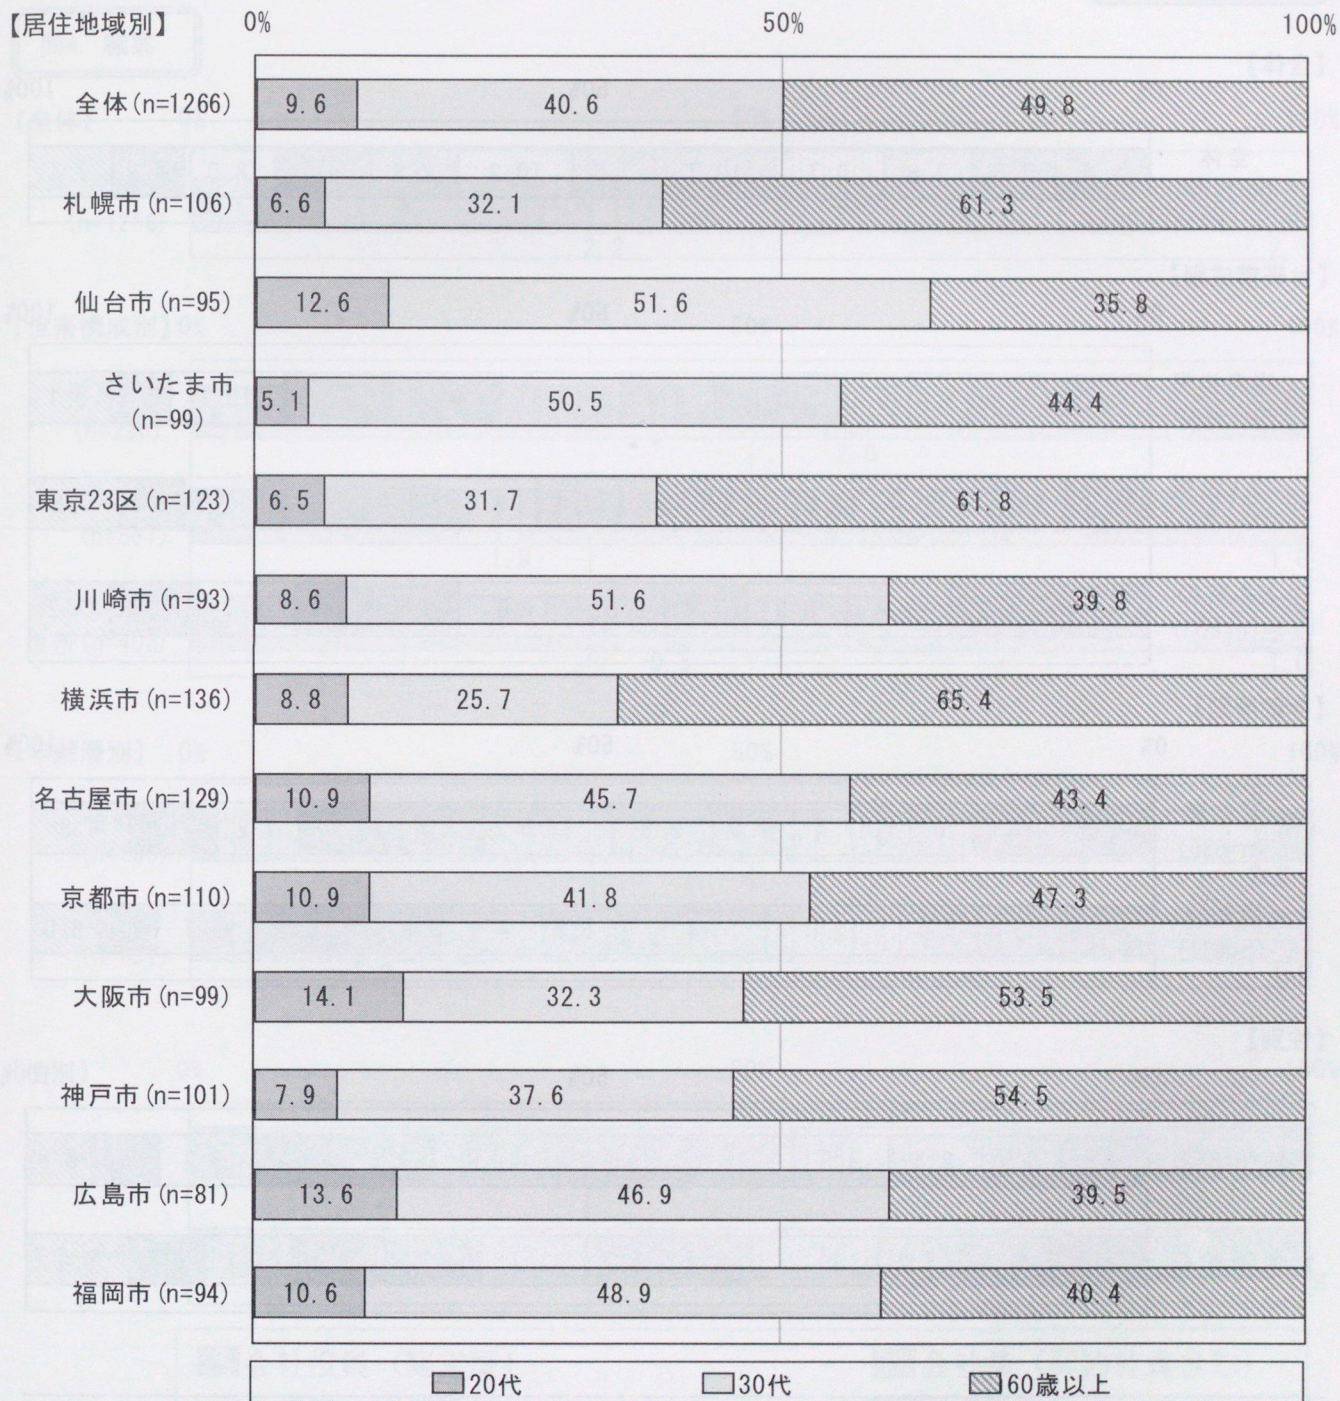 【居住地域別】 0% 50% 100%
全体(n=1266) 9.6 40.6 49.8
札幌市(n=106) 6.6 32.1 61.3
仙台市(n=95) 12.6 51.6 35.8
さいたま市
(n=99) 5.1 50.5 44.4
東京23区(n=123) 6.5 31.7 61.8
川崎市(n=93) 8.6 51.6 39.8
横浜市(n=136) 8.8 25.7 65.4
名古屋市(n=129) 10.9 45.7 43.4
京都市(n=110) 10.9 41.8 47.3
大阪市(n=99) 14.1 32.3 53.5
神戸市(n=101) 7.9 37.6 54.5
広島市(n=81) 13.6 46.9 39.5
福岡市(n=94) 10.6 48.9 40.4
20代 30代 60歳以上